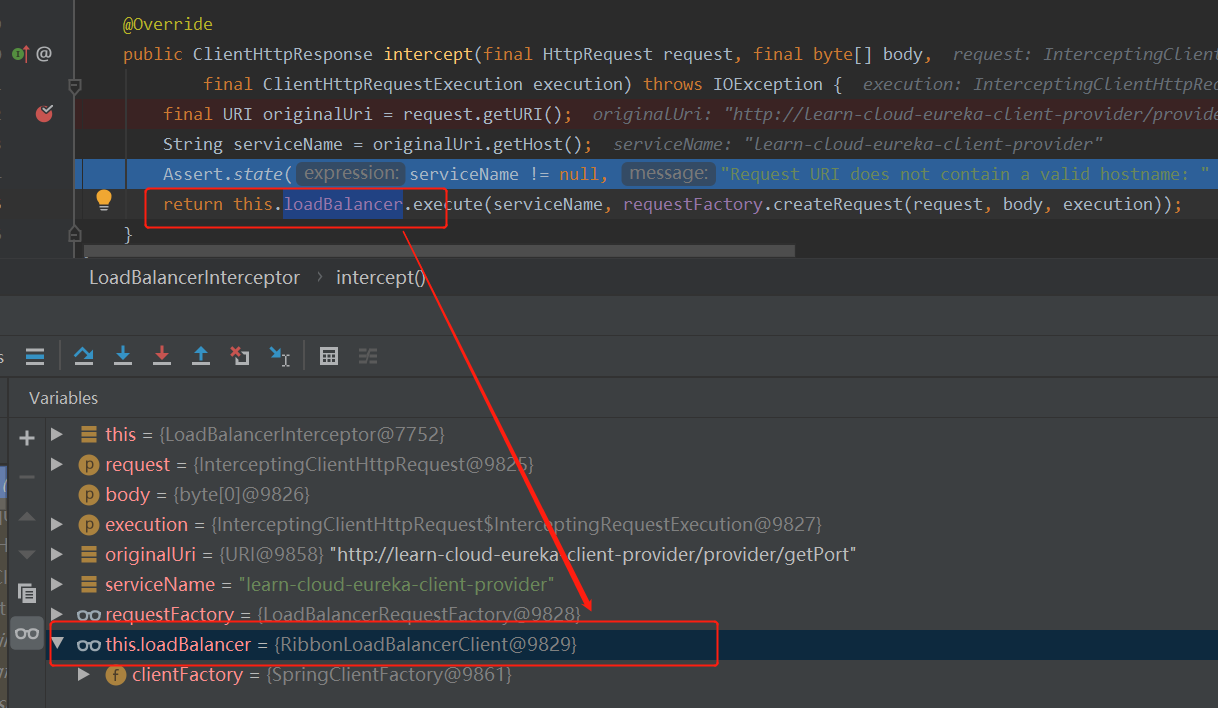 @Override
public ClientHttpResponse intercept(final HttpRequest request, final byte[] body, request: InterceptingClient
final ClientHttpRequestExecution execution) throws IOException { execution: InterceptingClientHttpReq
final URI originalUri = request.getURI(); originalUri: "http://learn-cloud-eureka-client-provider/provide
String serviceName = originalUri.getHost(); serviceName: "learn-cloud-eureka-client-provider"
Assert.state( expression: serviceName != null, message: "Request URI does not contain a valid hostname: "
return this.loadBalancer.execute(serviceName, requestFactory.createRequest(request, body, execution));
}
LoadBalancerInterceptor › intercept()
s
Variables
this = {LoadBalancerInterceptor@7752}
request = {InterceptingClientHttpRequest@9825}
body = {byte[0]@9826}
execution = {InterceptingClientHttpRequest$InterceptingRequestExecution@9827}
originalUri = {URI@9858} "http://learn-cloud-eureka-client-provider/provider/getPort"
serviceName = "learn-cloud-eureka-client-provider"
requestFactory = {LoadBalancerRequestFactory@9828}
this.loadBalancer = {RibbonLoadBalancerClient@9829}
clientFactory = {SpringClientFactory@9861}